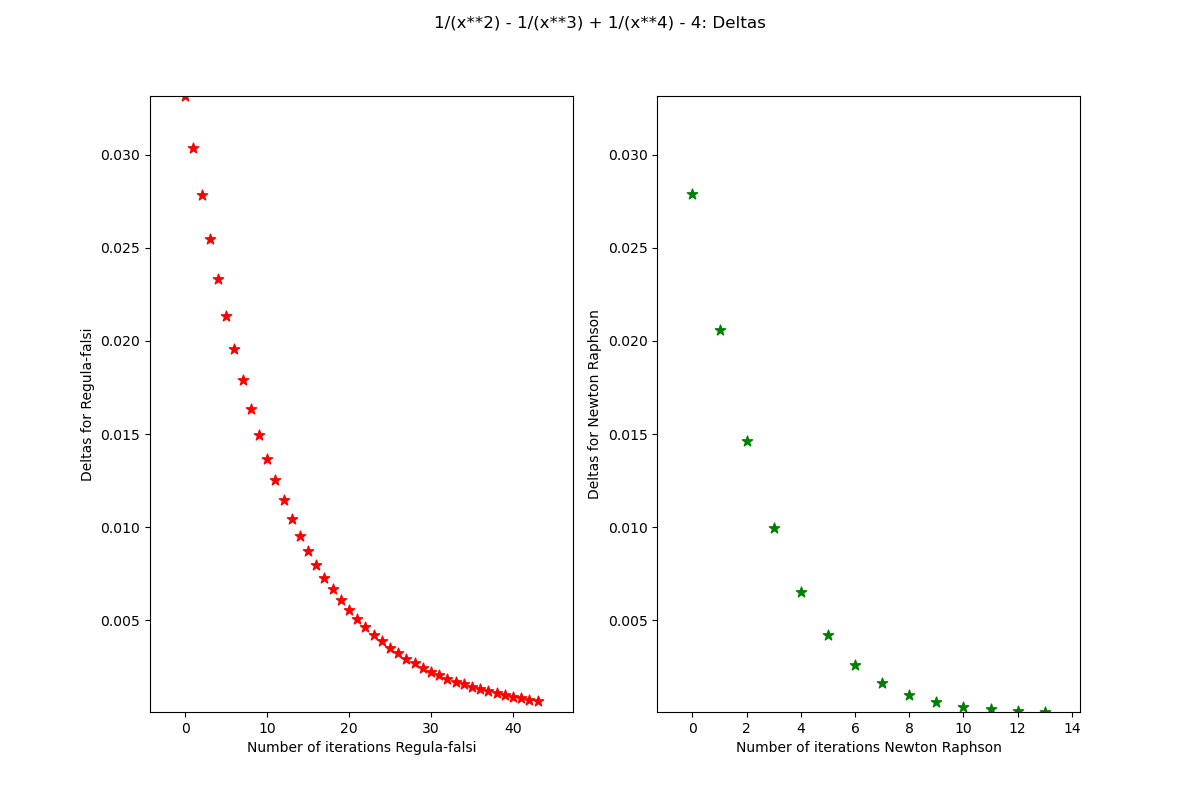 1/(x**2) - 1/(x**3) + 1/(x**4) - 4: Deltas
Deltas for Regula-falsi
0.030
0.025
0.020
0.015
0.010
0.005
0 10 20 30 40
Number of iterations Regula-falsi
Deltas for Newton Raphson
0.030
0.025
0.020
0.015
0.010
0.005
0 2 4 6 8 10 12 14
Number of iterations Newton Raphson